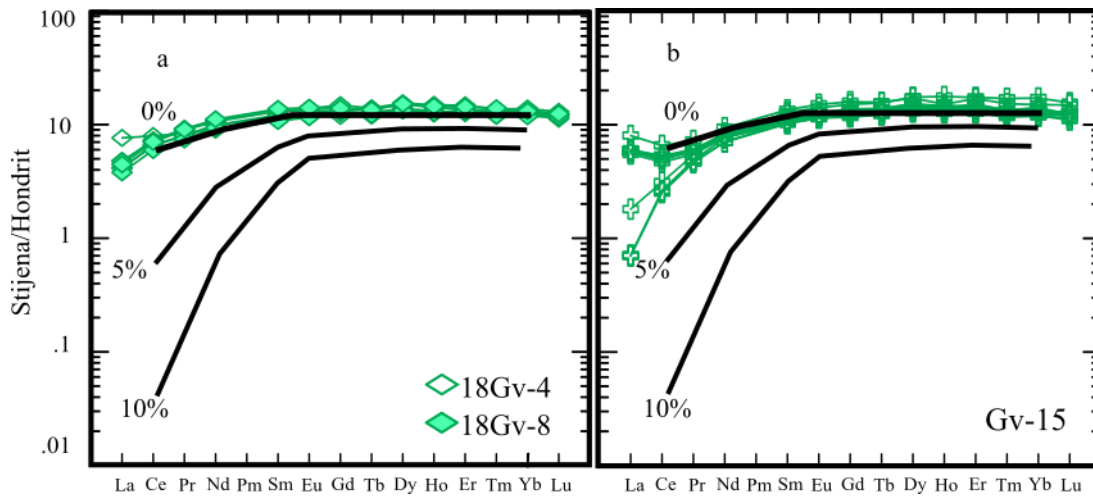 Stijena/Hondrit
100
10
1
.1
.01
a
0%
5%
10%
18Gv-4
18Gv-8
La Ce Pr Nd Pm Sm Eu Gd Tb Dy Ho Er Tm Yb Lu
b
0%
5%
10%
Gv-15
La Ce Pr Nd Pm Sm Eu Gd Tb Dy Ho Er Tm Yb Lu